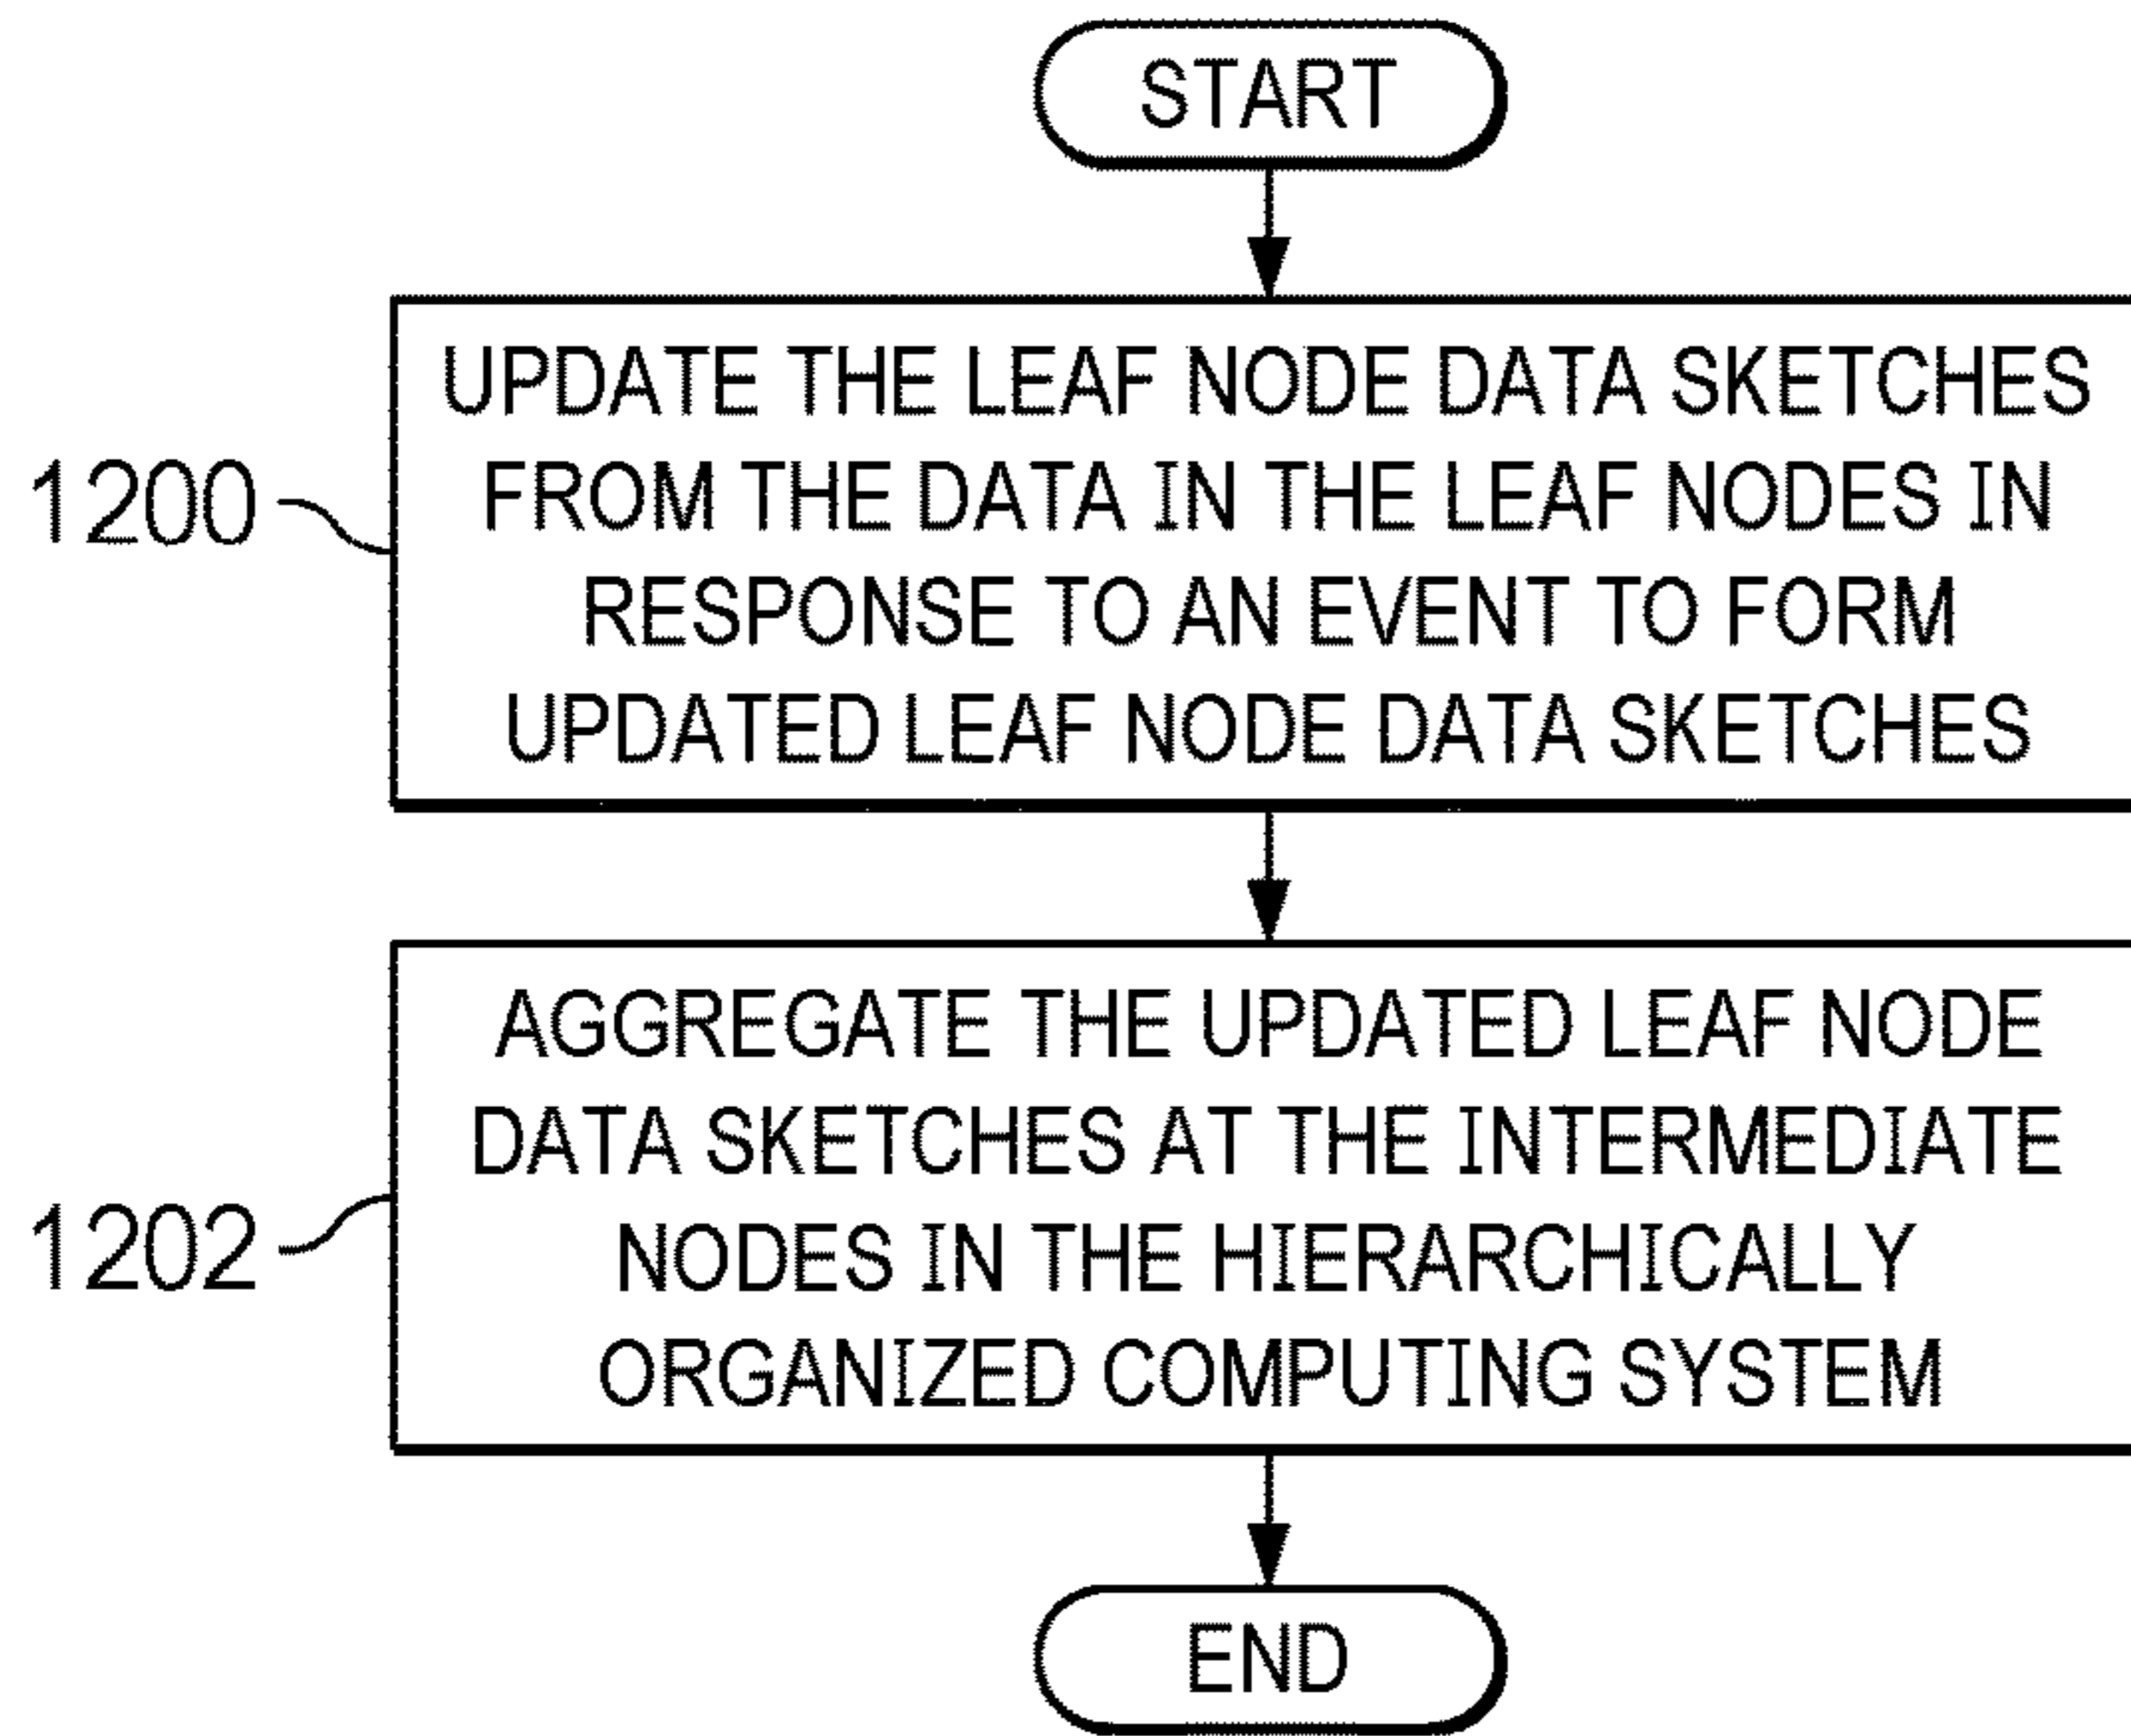 START
UPDATE THE LEAF NODE DATA SKETCHES
FROM THE DATA IN THE LEAF NODES IN
RESPONSE TO AN EVENT TO FORM
UPDATED LEAF NODE DATA SKETCHES
1200
AGGREGATE THE UPDATED LEAF NODE
DATA SKETCHES AT THE INTERMEDIATE
NODES IN THE HIERARCHICALLY
ORGANIZED COMPUTING SYSTEM
1202
END